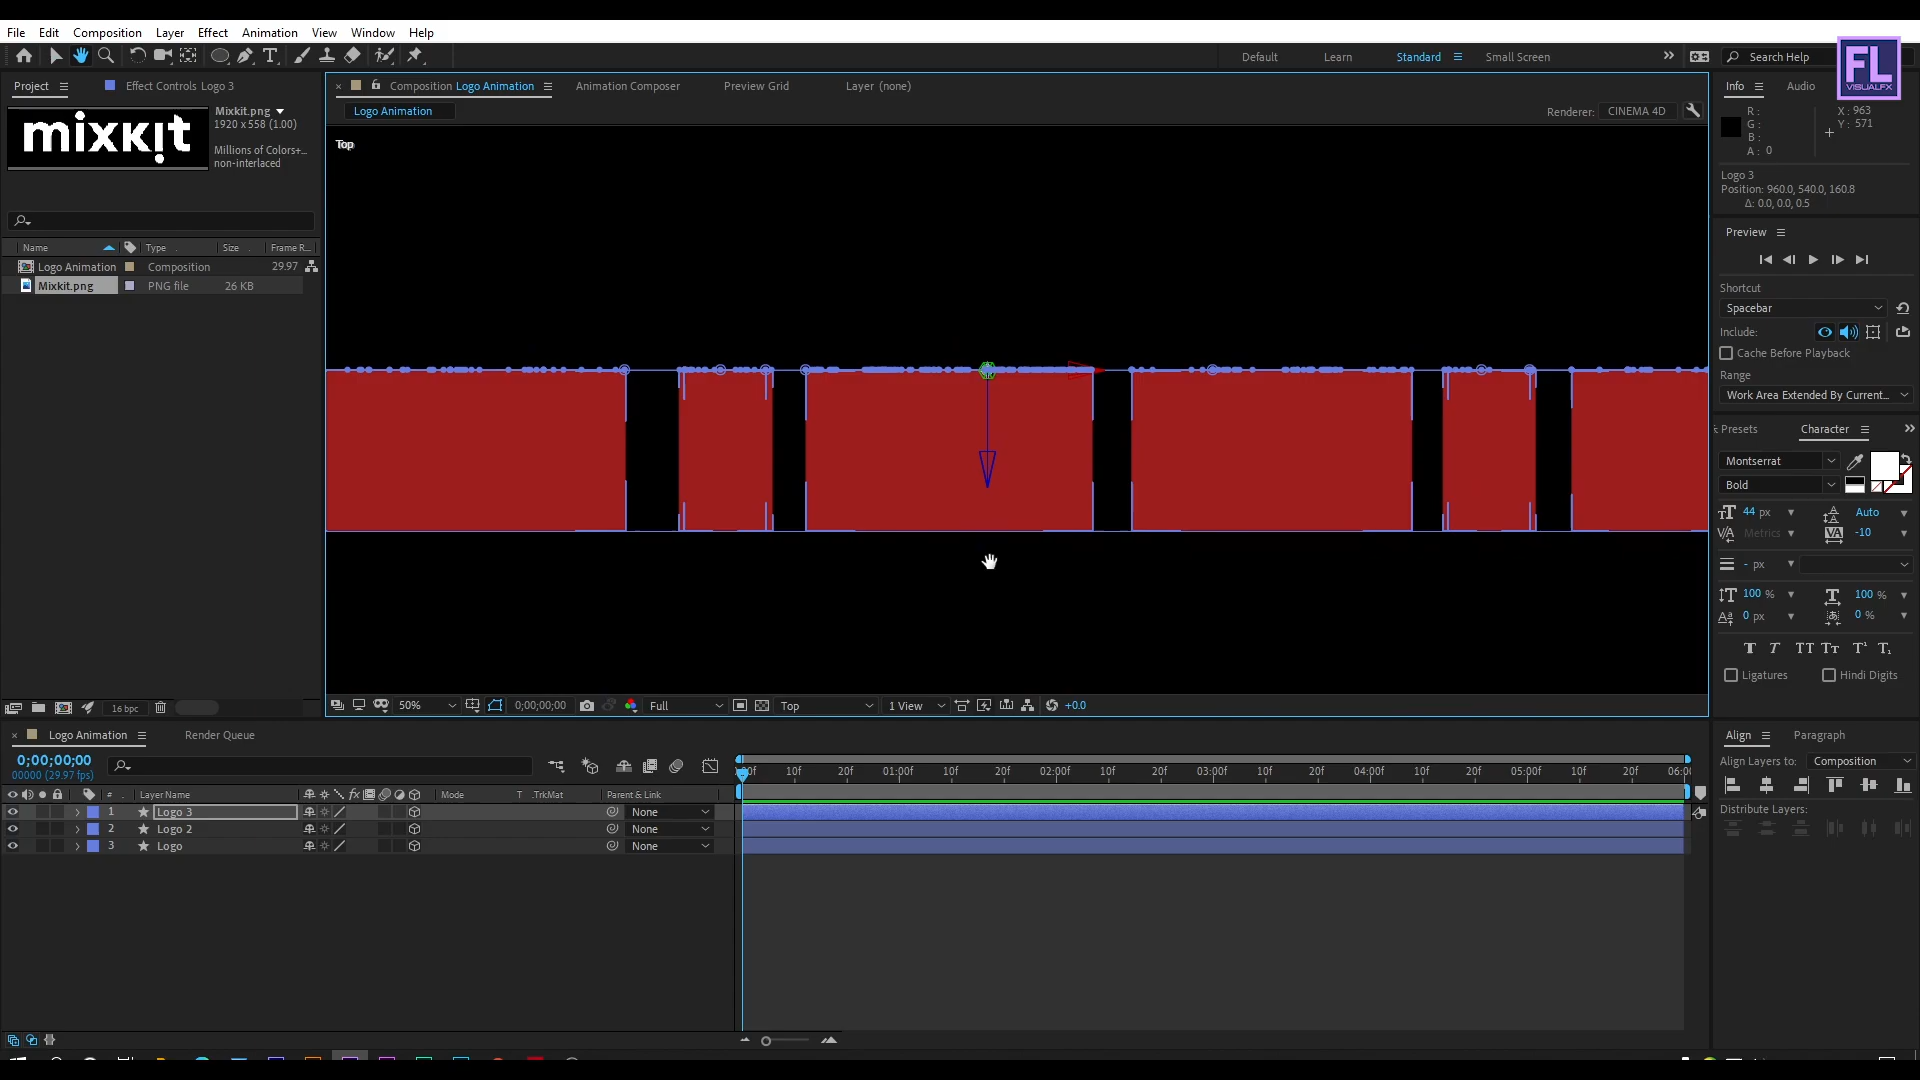 File Edit Composition Layer Effect Animation View Window Help
Default Learn Standard Small Screen Search Help
FL
VISUALFX
Project Effect Controls Logo 3
mixkit
Mixkit.png
1920 x 558 (1.00)
Millions of Colors+...
non-interlaced
Name Type Size Frame R...
Logo Animation Composition 29.97
Mixkit.png PNG file 26 KB
16 bpc
Composition Logo Animation Animation Composer Preview Grid Layer (none)
Logo Animation Renderer: CINEMA 4D
Top
50% 0;00;00;00 Full Top 1 View +0.0
Info Audio
R : X : 963
G : Y : 571
B :
A : 0
Logo 3
Position: 960.0, 540.0, 160.8
Δ: 0.0, 0.0, 0.5
Preview
Shortcut
Spacebar
Include:
Cache Before Playback
Range
Work Area Extended By Current...
Presets Character
Montserrat
Bold
44 px Auto
Metrics -10
- px
100 % 100 %
0 px 0 %
Ligatures Hindi Digits
Logo Animation Render Queue
0;00;00;00
00000 (29.97 fps)
# Layer Name Mode T .TrkMat Parent & Link
1 Logo 3 None
2 Logo 2 None
3 Logo None
10f 20f 01:00f 10f 20f 02:00f 10f 20f 03:00f 10f 20f 04:00f 10f 20f 05:00f 10f 20f 06:00
Align Paragraph
Align Layers to: Composition
Distribute Layers: